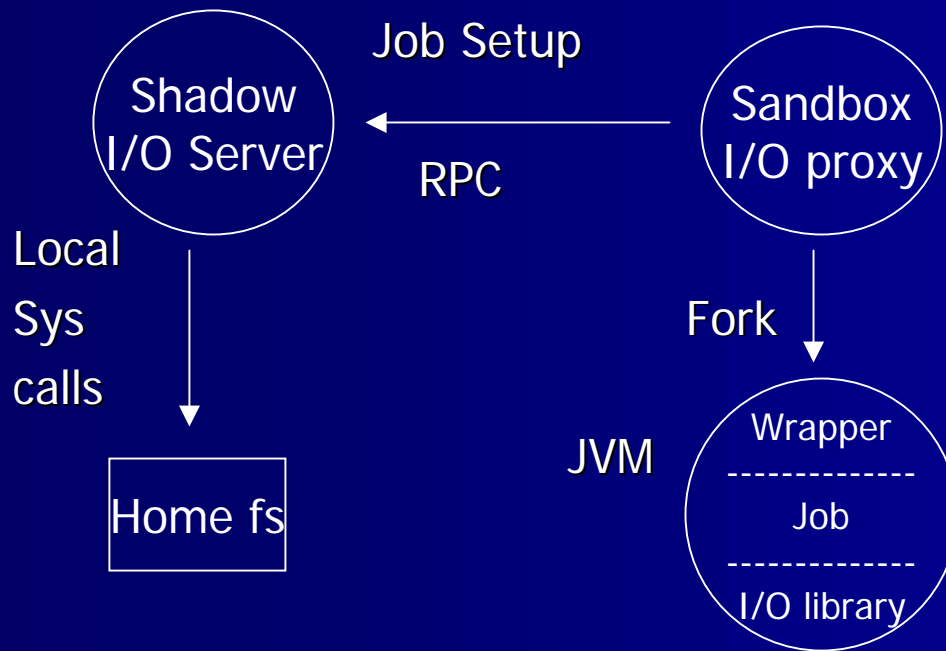 Job Setup
Shadow
I/O Server
RPC
Sandbox
I/O proxy
Local
Sys
calls
Fork
Home fs
JVM
Wrapper
--------------
Job
--------------
I/O library